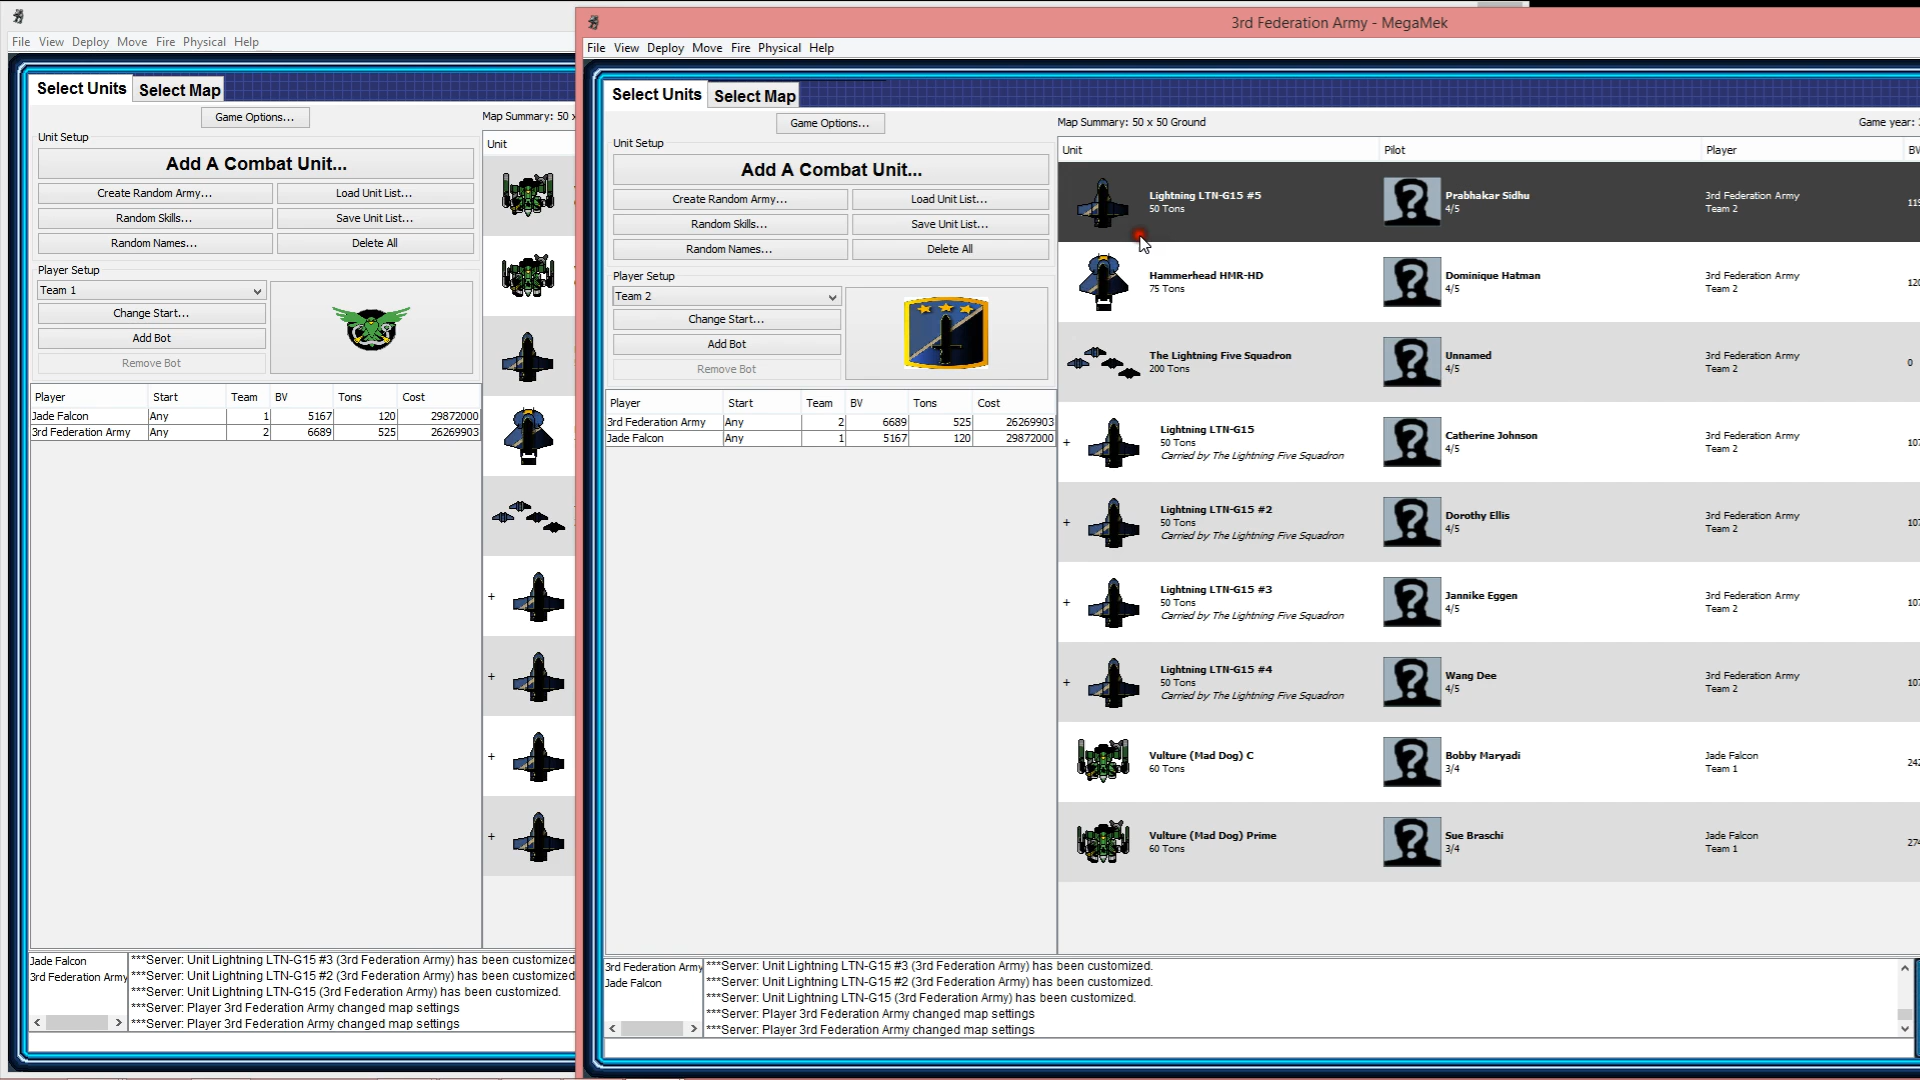 File View Deploy Move Fire Physical Help
Select Units Select Map
Game Options...
Map Summary: 50 x
Unit Setup
Unit
Add A Combat Unit...
Create Random Army... Load Unit List...
Random Skills... Save Unit List...
Random Names... Delete All
Player Setup
Team 1
Change Start...
Add Bot
Remove Bot
Player Start Team BV Tons Cost
Jade Falcon Any 1 5167 120 29872000
3rd Federation Army Any 2 6689 525 26269903
+
+
+
+
Jade Falcon
3rd Federation Army
***Server: Unit Lightning LTN-G15 #3 (3rd Federation Army) has been customized
***Server: Unit Lightning LTN-G15 #2 (3rd Federation Army) has been customized
***Server: Unit Lightning LTN-G15 (3rd Federation Army) has been customized.
***Server: Player 3rd Federation Army changed map settings
***Server: Player 3rd Federation Army changed map settings
3rd Federation Army - MegaMek
File View Deploy Move Fire Physical Help
Select Units Select Map
Game Options...
Map Summary: 50 x 50 Ground
Game year:
Unit Setup
Add A Combat Unit...
Create Random Army... Load Unit List...
Random Skills... Save Unit List...
Random Names... Delete All
Player Setup
Team 2
Change Start...
Add Bot
Remove Bot
Player Start Team BV Tons Cost
3rd Federation Army Any 2 6689 525 26269903
Jade Falcon Any 1 5167 120 29872000
Unit Pilot Player
Lightning LTN-G15 #5 Prabhakar Sidhu 3rd Federation Army
50 Tons 4/5 Team 2
Hammerhead HMR-HD Dominique Hatman 3rd Federation Army
75 Tons 4/5 Team 2
The Lightning Five Squadron Unnamed 3rd Federation Army
200 Tons 4/5 Team 2 0
Lightning LTN-G15 Catherine Johnson 3rd Federation Army
+ 50 Tons 4/5 Team 2
Carried by The Lightning Five Squadron
Lightning LTN-G15 #2 Dorothy Ellis 3rd Federation Army
+ 50 Tons 4/5 Team 2
Carried by The Lightning Five Squadron
Lightning LTN-G15 #3 Jannike Eggen 3rd Federation Army
+ 50 Tons 4/5 Team 2
Carried by The Lightning Five Squadron
Lightning LTN-G15 #4 Wang Dee 3rd Federation Army
+ 50 Tons 4/5 Team 2
Carried by The Lightning Five Squadron
Vulture (Mad Dog) C Bobby Maryadi Jade Falcon
60 Tons 3/4 Team 1
Vulture (Mad Dog) Prime Sue Braschi Jade Falcon
60 Tons 3/4 Team 1
3rd Federation Army
Jade Falcon
***Server: Unit Lightning LTN-G15 #3 (3rd Federation Army) has been customized.
***Server: Unit Lightning LTN-G15 #2 (3rd Federation Army) has been customized.
***Server: Unit Lightning LTN-G15 (3rd Federation Army) has been customized.
***Server: Player 3rd Federation Army changed map settings
***Server: Player 3rd Federation Army changed map settings